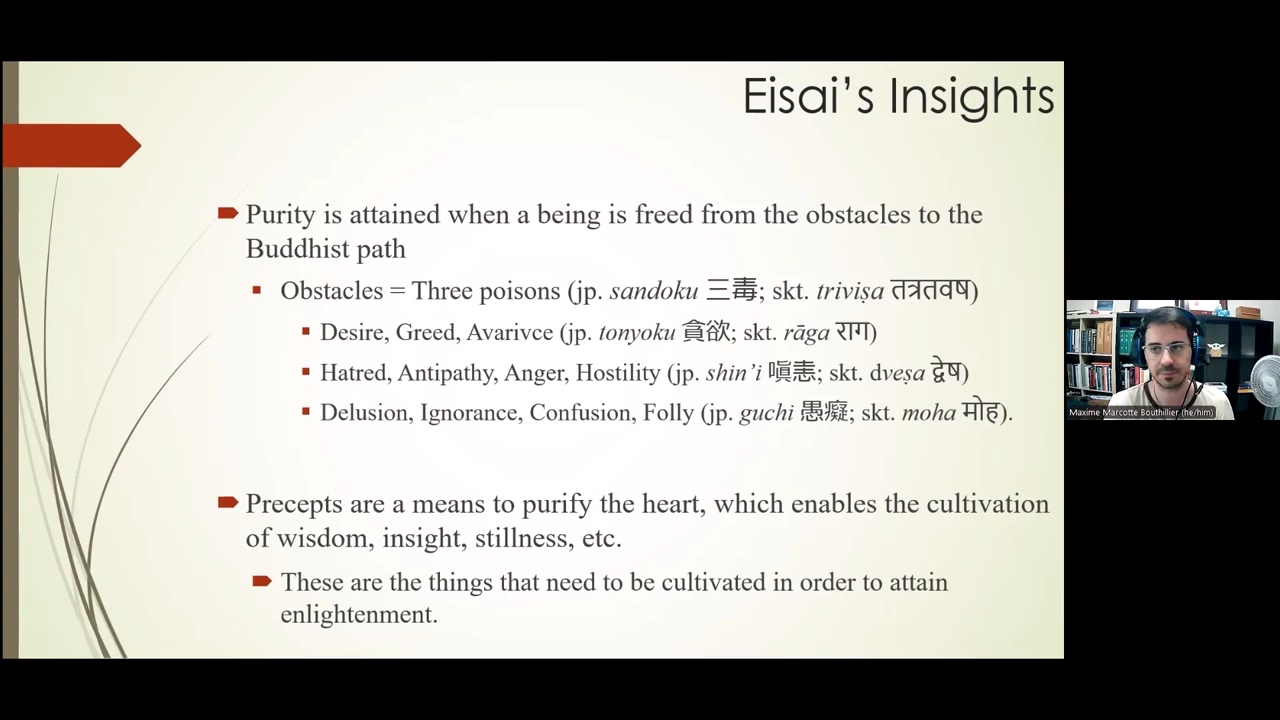 Eisai’s Insights
Purity is attained when a being is freed from the obstacles to the
Buddhist path
Obstacles = Three poisons (jp. sandoku 三毒; skt. triviṣa तत्रतवष)
Desire, Greed, Avarivce (jp. tonyoku 貪欲; skt. rāga राग)
Hatred, Antipathy, Anger, Hostility (jp. shin’i 嗔恚; skt. dveṣa द्वेष)
Delusion, Ignorance, Confusion, Folly (jp. guchi 愚癡; skt. moha मोह).
Precepts are a means to purify the heart, which enables the cultivation
of wisdom, insight, stillness, etc.
These are the things that need to be cultivated in order to attain
enlightenment.
Maxime Marcotte Bouthillier (he/him)